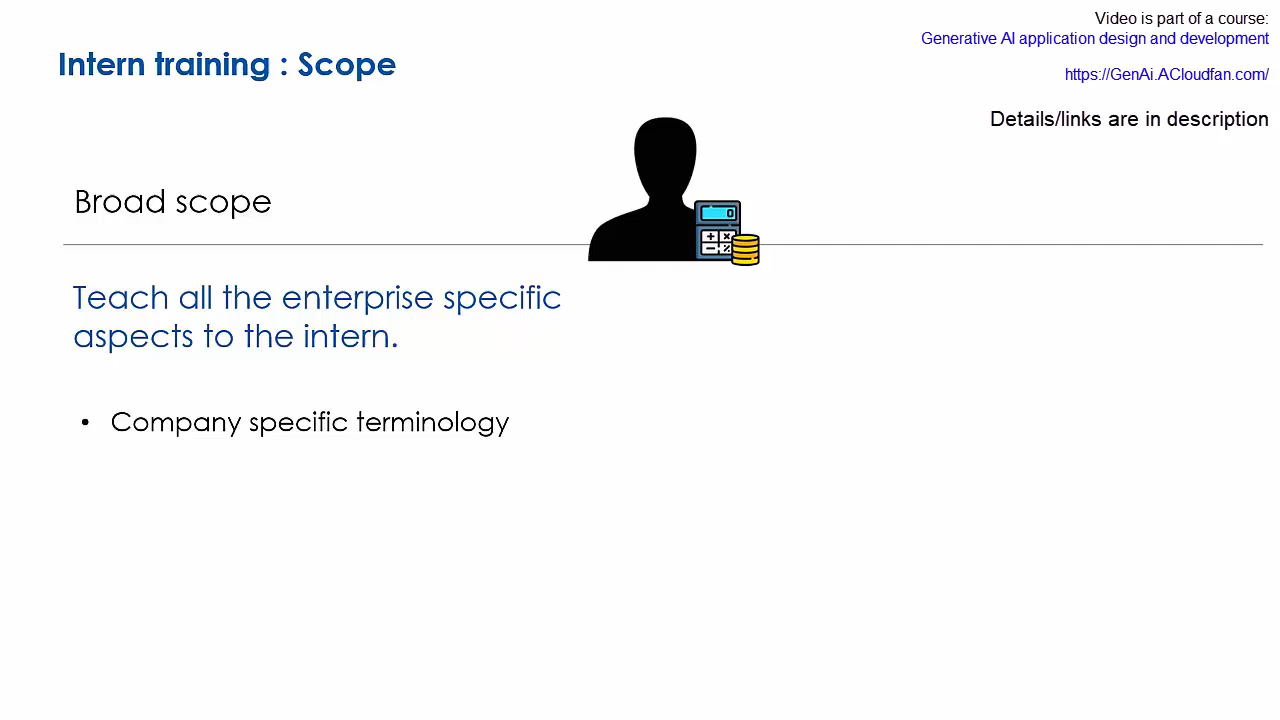 Video is part of a course:
Generative AI application design and development
https://GenAi.ACloudfan.com/
Details/links are in description
Intern training : Scope
Broad scope
Teach all the enterprise specific
aspects to the intern.
• Company specific terminology